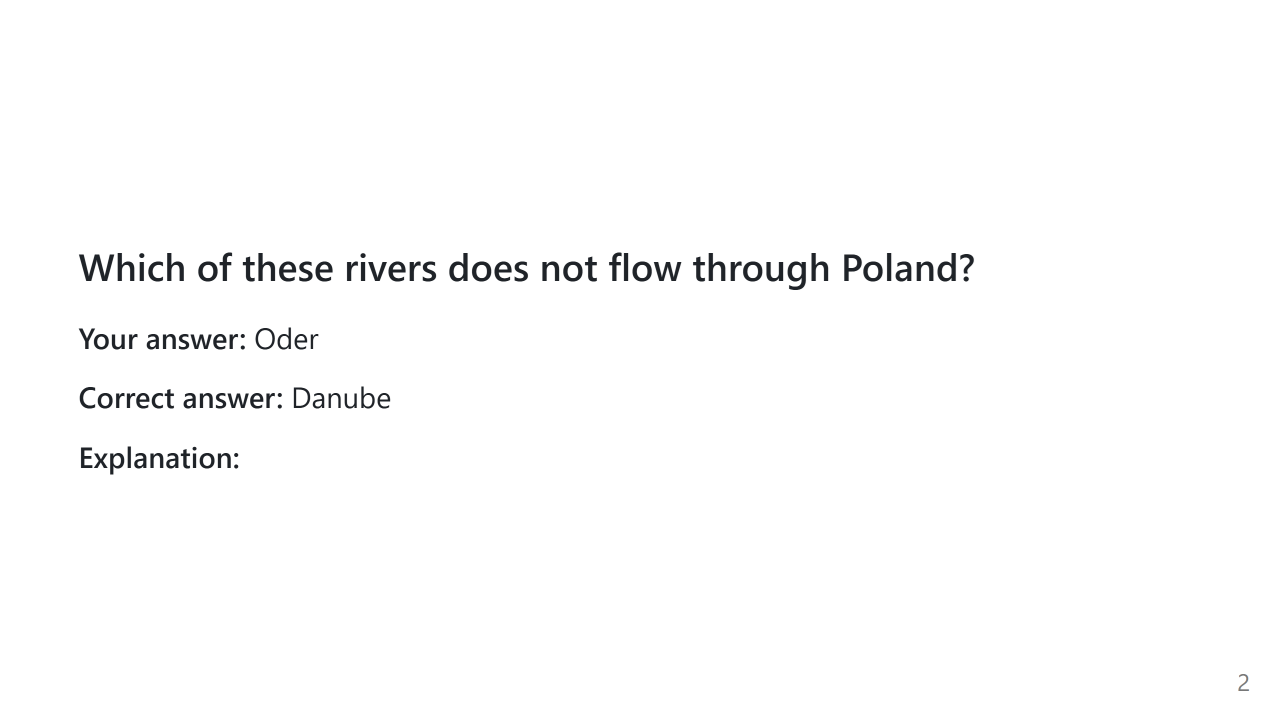 Which of these rivers does not flow through Poland?
Your answer: Oder
Correct answer: Danube
Explanation:
2